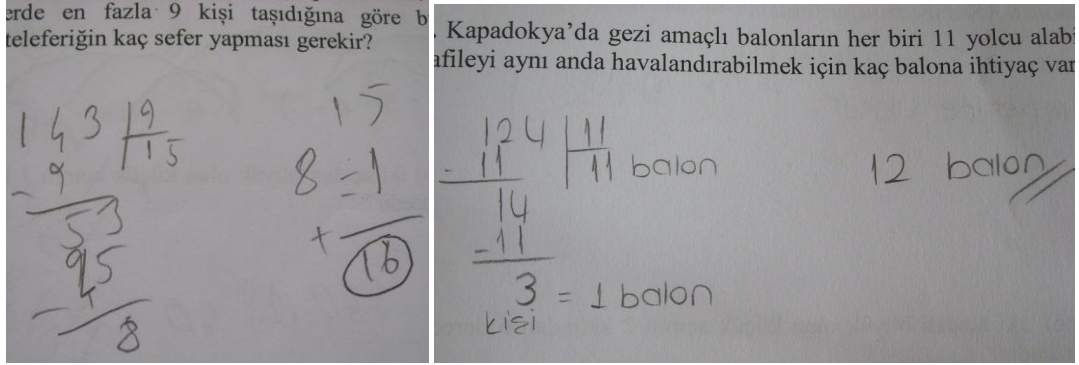 erde en fazla 9 kişi taşıdığına göre b
teleferiğin kaç sefer yapması gerekir?
143 | 9
- 9 15
53
- 45
8
15
8 = 1
+
16
. Kapadokya'da gezi amaçlı balonların her biri 11 yolcu alabi
afileyi aynı anda havalandırabilmek için kaç balona ihtiyaç var
124 | 11
- 11 11 balon
14
- 11
3 = 1 balon
kişi
12 balon